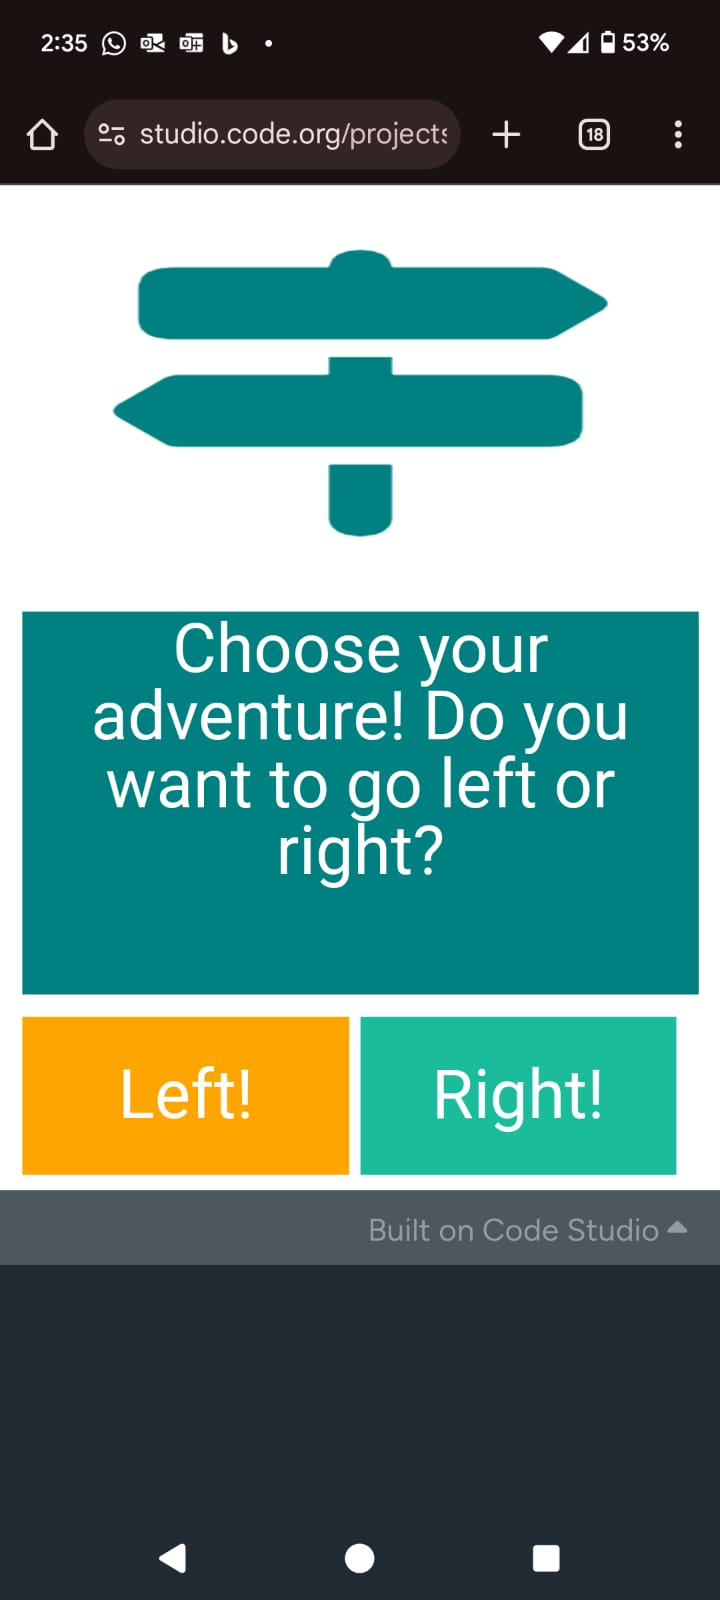 2:35 53%
studio.code.org/projects 18
Choose your
adventure! Do you
want to go left or
right?
Left! Right!
Built on Code Studio